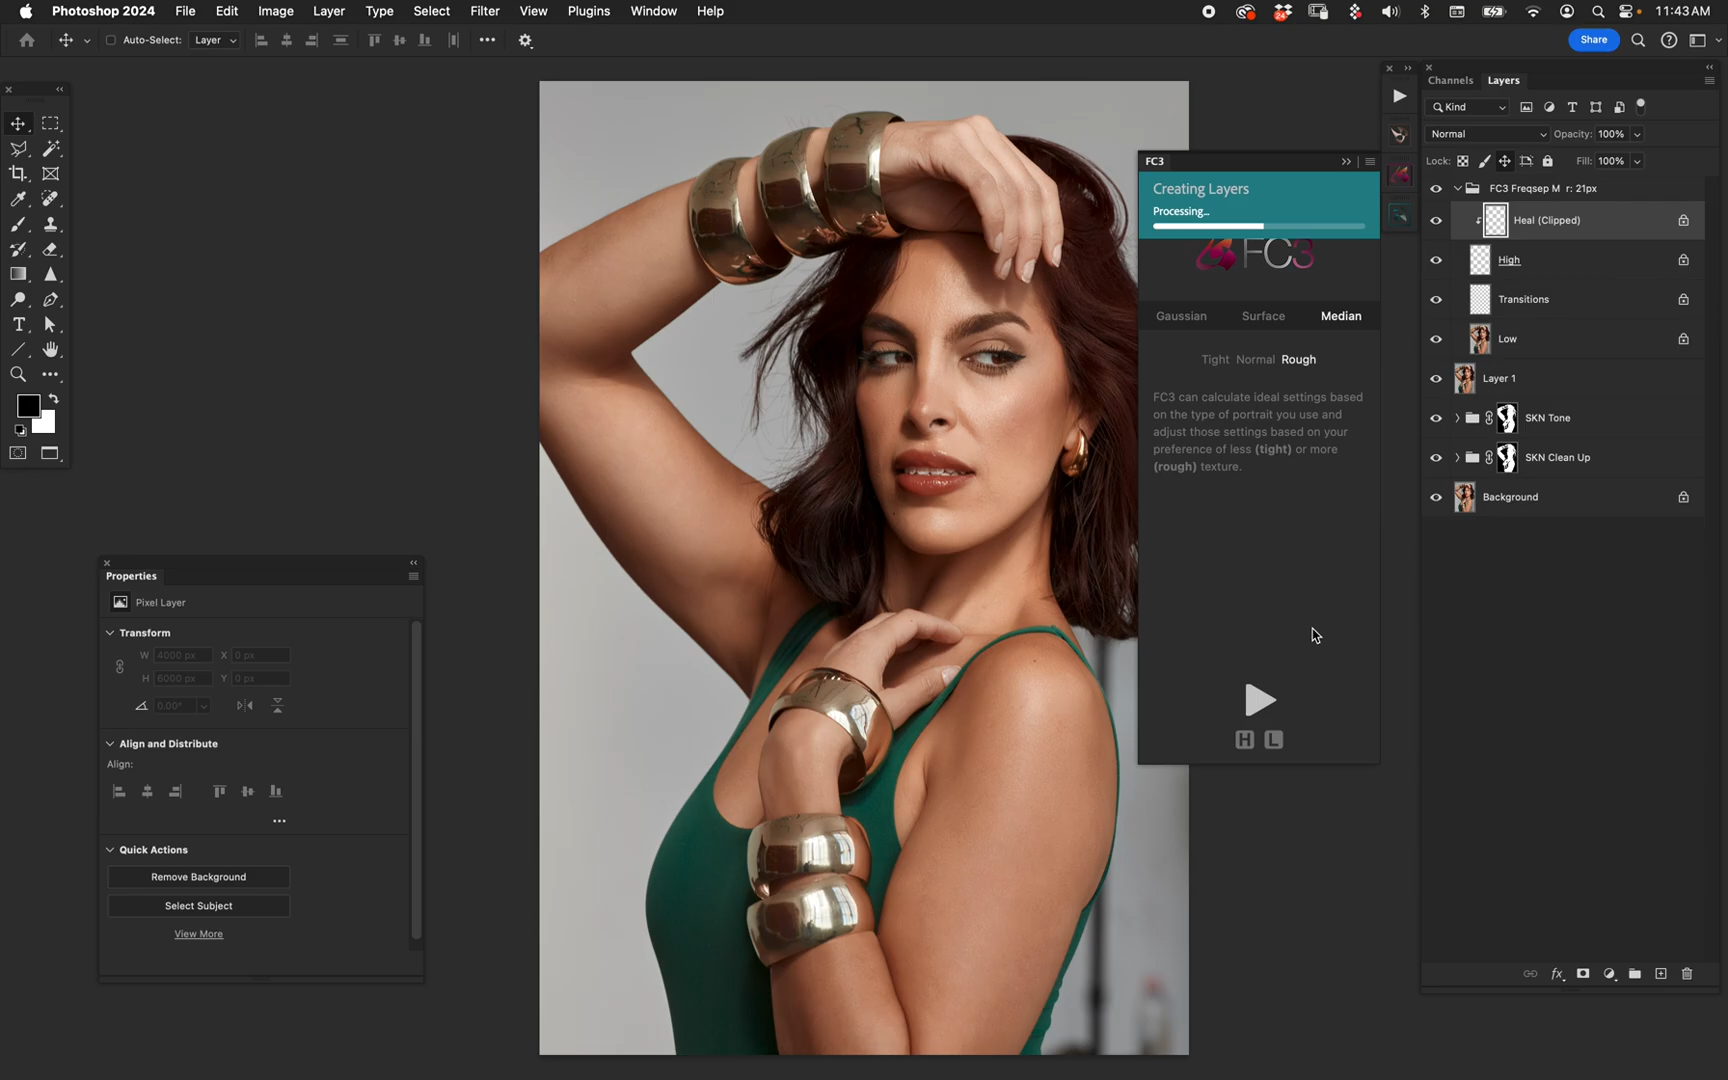 Photoshop 2024 File Edit Image Layer Type Select Filter View Plugins Window Help 24 11:43 AM
Auto-Select: Layer Share
Channels Layers
Kind
Normal Opacity: 100%
Lock: Fill: 100%
FC3 Freqsep M r: 21px
Heal (Clipped)
High
Transitions
Low
Layer 1
SKN Tone
SKN Clean Up
Background
FC3
Creating Layers
Processing...
FC3
Gaussian Surface Median
Tight Normal Rough
FC3 can calculate ideal settings based
on the type of portrait you use and
adjust those settings based on your
preference of less (tight) or more
(rough) texture.
H L
Properties
Pixel Layer
Transform
W 4000 px X 0 px
H 6000 px Y 0 px
0.00°
Align and Distribute
Align:
Quick Actions
Remove Background
Select Subject
View More